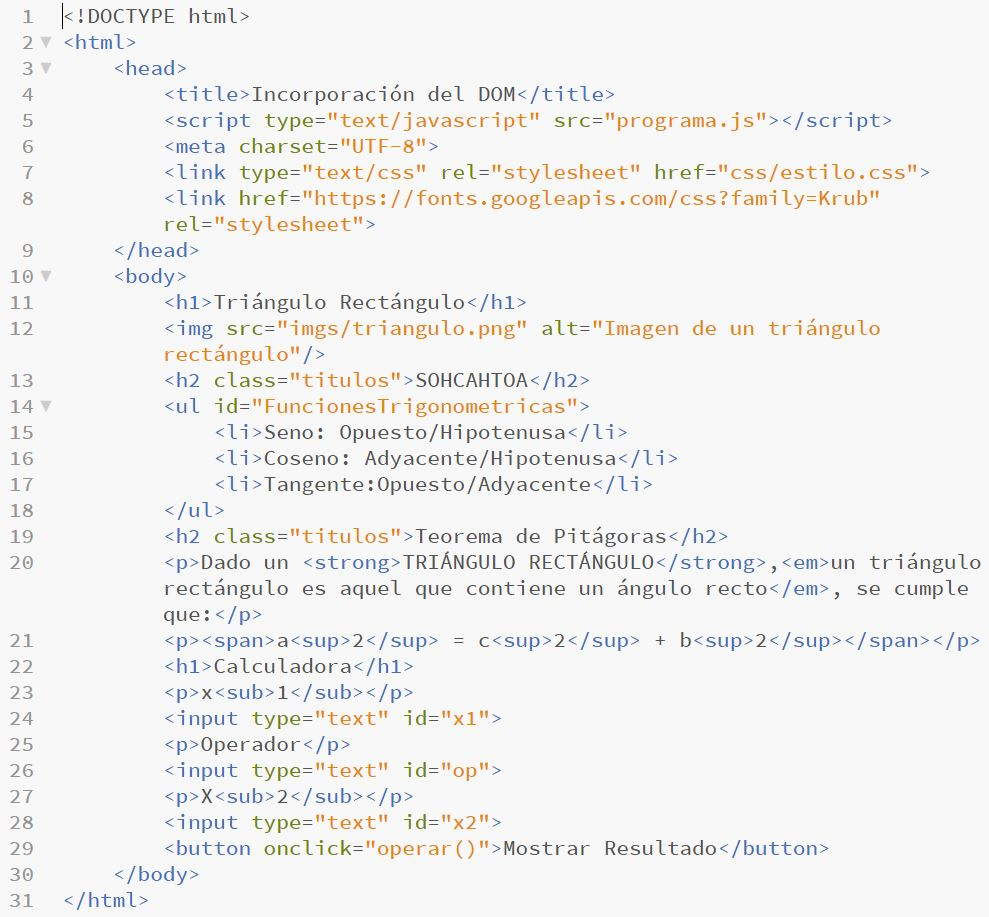 1 <!DOCTYPE html>
2 <html>
3 <head>
4 <title>Incorporación del DOM</title>
5 <script type="text/javascript" src="programa.js"></script>
6 <meta charset="UTF-8">
7 <link type="text/css" rel="stylesheet" href="css/estilo.css">
8 <link href="https://fonts.googleapis.com/css?family=Krub"
rel="stylesheet">
9 </head>
10 <body>
11 <h1>Triángulo Rectángulo</h1>
12 <img src="imgs/triangulo.png" alt="Imagen de un triángulo
rectángulo"/>
13 <h2 class="titulos">SOHCAHTOA</h2>
14 <ul id="FuncionesTrigonometricas">
15 <li>Seno: Opuesto/Hipotenusa</li>
16 <li>Coseno: Adyacente/Hipotenusa</li>
17 <li>Tangente:Opuesto/Adyacente</li>
18 </ul>
19 <h2 class="titulos">Teorema de Pitágoras</h2>
20 <p>Dado un <strong>TRIÁNGULO RECTÁNGULO</strong>,<em>un triángulo
rectángulo es aquel que contiene un ángulo recto</em>, se cumple
que:</p>
21 <p><span>a<sup>2</sup> = c<sup>2</sup> + b<sup>2</sup></span></p>
22 <h1>Calculadora</h1>
23 <p>x<sub>1</sub></p>
24 <input type="text" id="x1">
25 <p>Operador</p>
26 <input type="text" id="op">
27 <p>X<sub>2</sub></p>
28 <input type="text" id="x2">
29 <button onclick="operar()">Mostrar Resultado</button>
30 </body>
31 </html>